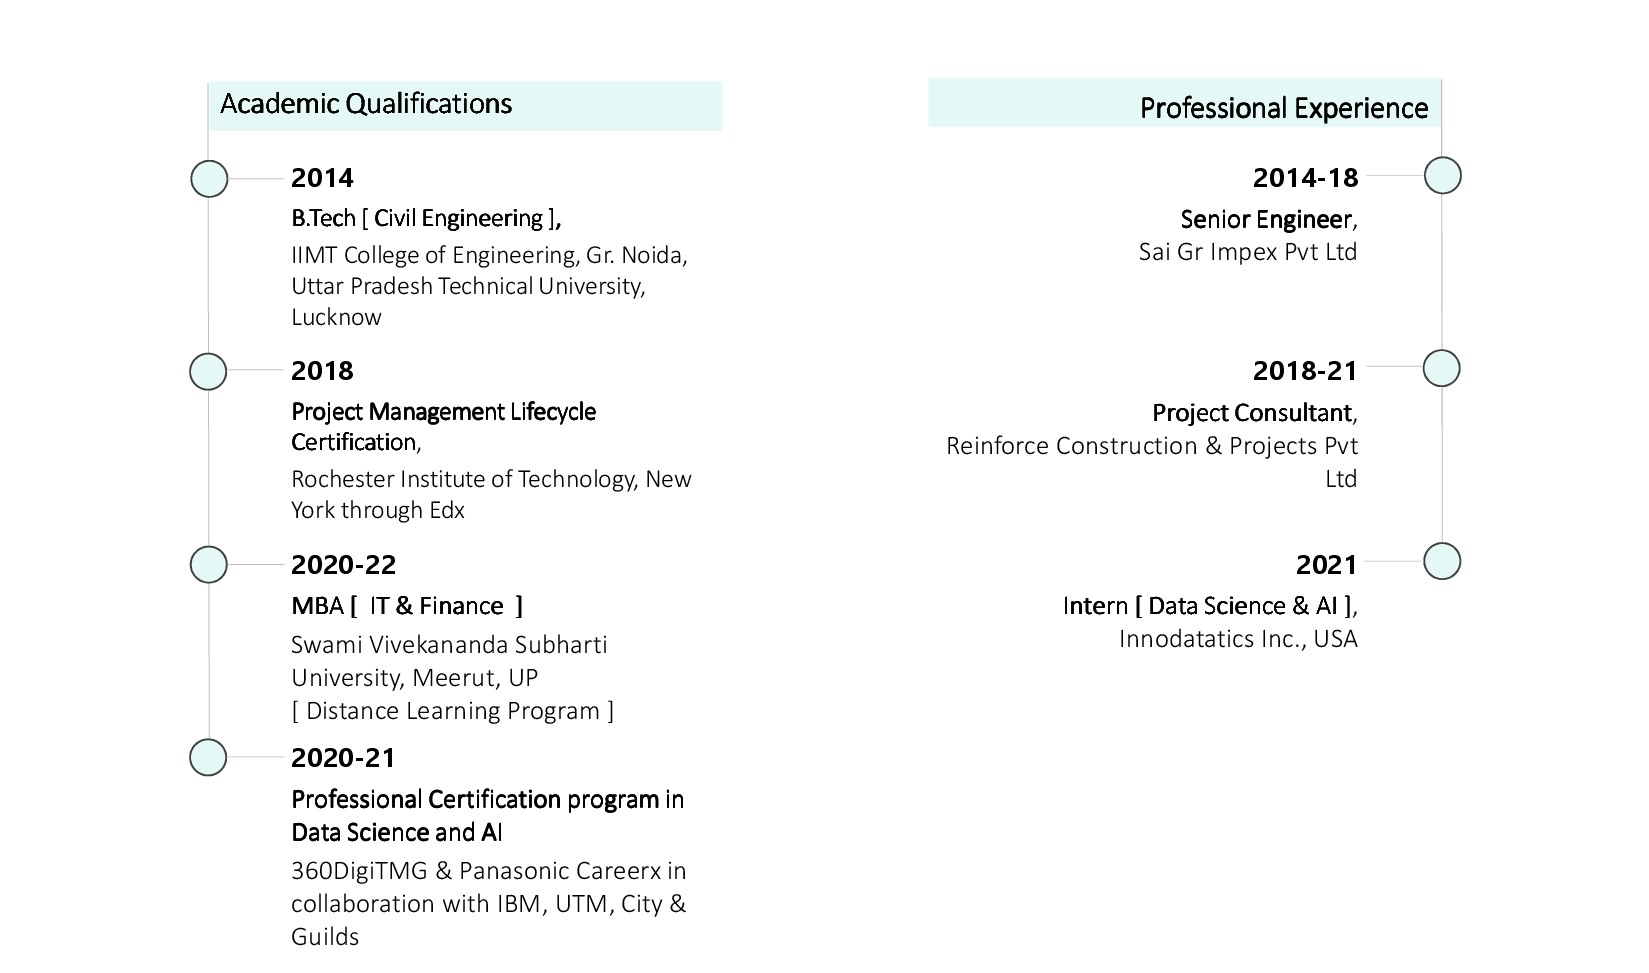 Academic Qualifications
2014
B.Tech [ Civil Engineering ],
IIMT College of Engineering, Gr. Noida,
Uttar Pradesh Technical University,
Lucknow
2018
Project Management Lifecycle
Certification,
Rochester Institute of Technology, New
York through Edx
2020-22
MBA [ IT & Finance ]
Swami Vivekananda Subharti
University, Meerut, UP
[ Distance Learning Program ]
2020-21
Professional Certification program in
Data Science and AI
360DigiTMG & Panasonic Careerx in
collaboration with IBM, UTM, City &
Guilds
Professional Experience
2014-18
Senior Engineer,
Sai Gr Impex Pvt Ltd
2018-21
Project Consultant,
Reinforce Construction & Projects Pvt
Ltd
2021
Intern [ Data Science & AI ],
Innodatatics Inc., USA